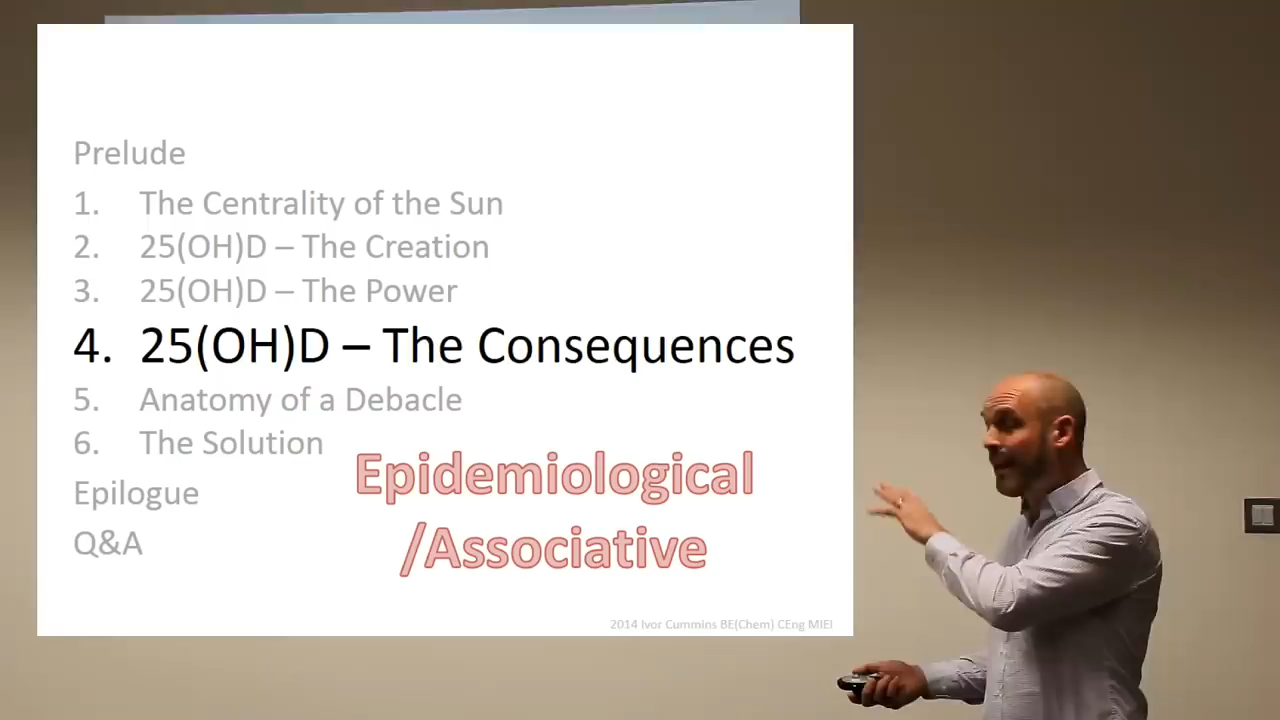 Prelude
1. The Centrality of the Sun
2. 25(OH)D – The Creation
3. 25(OH)D – The Power
4. 25(OH)D – The Consequences
5. Anatomy of a Debacle
6. The Solution
Epilogue
Q&A
Epidemiological
/Associative
2014 Ivor Cummins BE(Chem) CEng MIEI